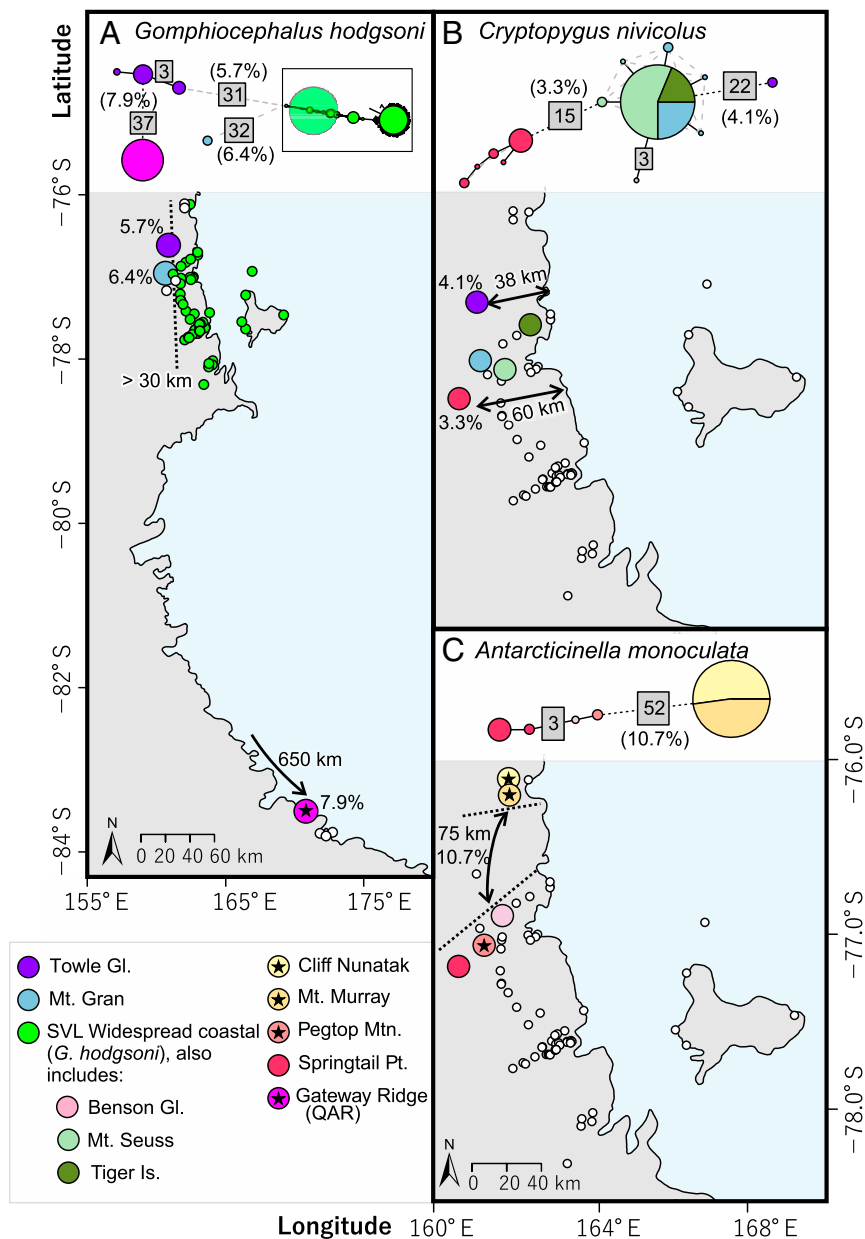 A Gomphiocephalus hodgsoni
Latitude
3
(5.7%)
31
(7.9%)
37
32
(6.4%)
−76° S
−78° S
−80° S
−82° S
−84° S
5.7%
6.4%
> 30 km
650 km
7.9%
N
0 20 40 60 km
155° E
165° E
175° E
B Cryptopygus nivicolus
(3.3%)
15
22
(4.1%)
3
4.1%
38 km
60 km
3.3%
C Antarcticinella monoculata
3
52
(10.7%)
75 km
10.7%
−76.0° S
−77.0° S
−78.0° S
N
0 20 40 km
160° E
164° E
168° E
Longitude
Towle Gl.
Mt. Gran
SVL Widespread coastal
(G. hodgsoni), also
includes:
Benson Gl.
Mt. Seuss
Tiger Is.
Cliff Nunatak
Mt. Murray
Pegtop Mtn.
Springtail Pt.
Gateway Ridge
(QAR)